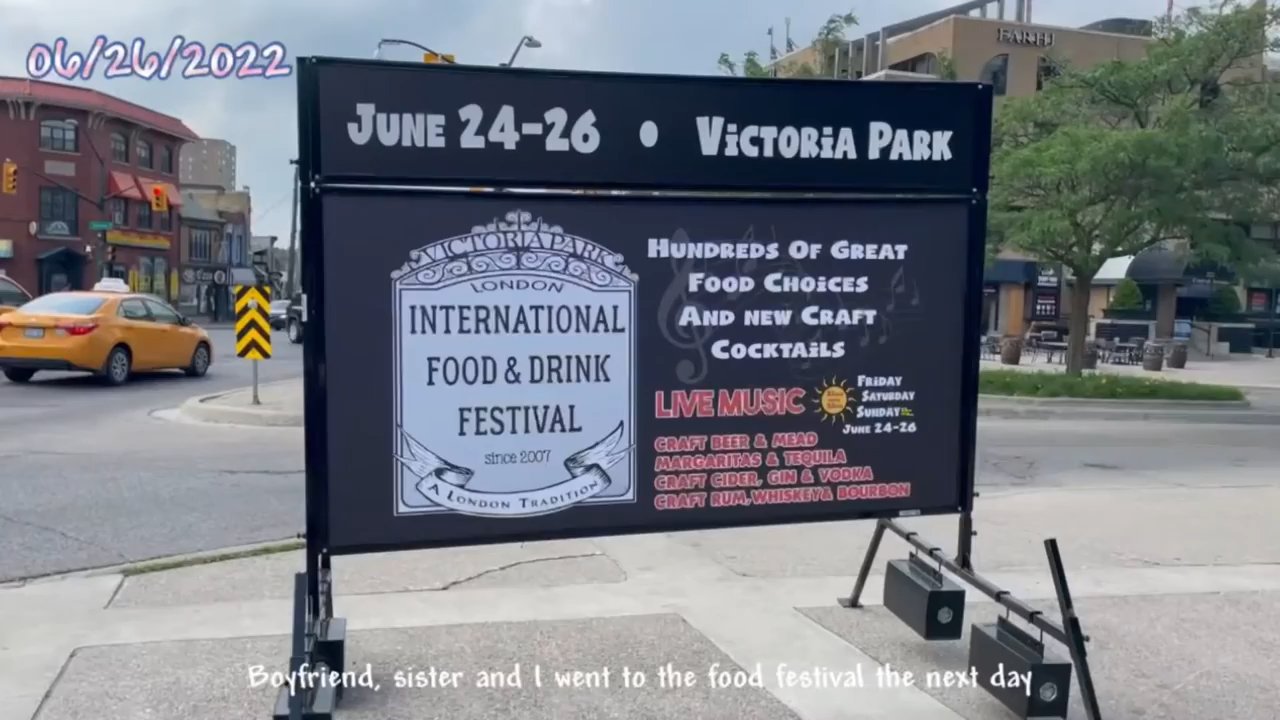 06/26/2022
FARHI
JUNE 24-26 • VICTORIA PARK
VICTORIA PARK
LONDON
INTERNATIONAL
FOOD & DRINK
FESTIVAL
since 2007
A LONDON TRADITION
HUNDREDS OF GREAT
FOOD CHOICES
AND NEW CRAFT
COCKTAILS
LIVE MUSIC
FRIDAY
SATURDAY
SUNDAY
JUNE 24-26
CRAFT BEER & MEAD
MARGARITAS & TEQUILA
CRAFT CIDER, GIN & VODKA
CRAFT RUM, WHISKEY & BOURBON
Boyfriend, sister and I went to the food festival the next day